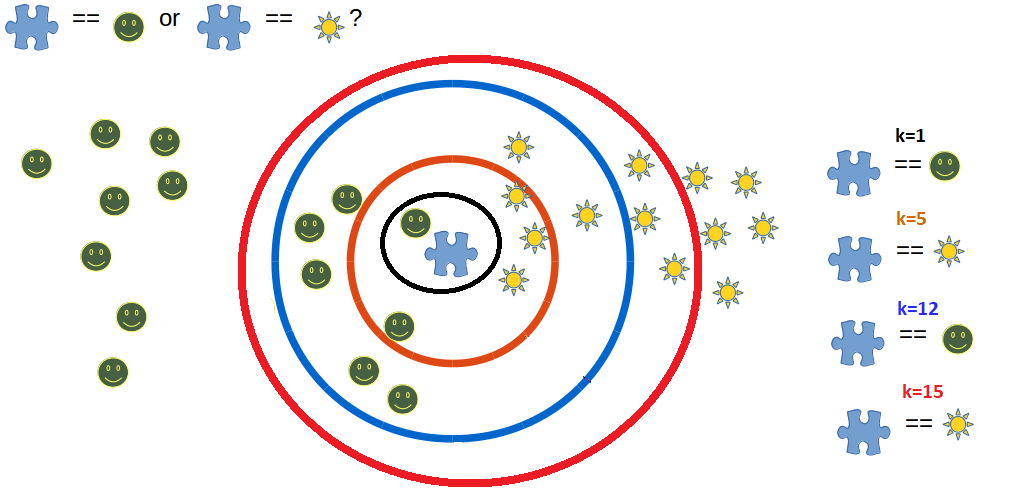 == or == ?
k=1
==
k=5
==
k=12
==
k=15
==